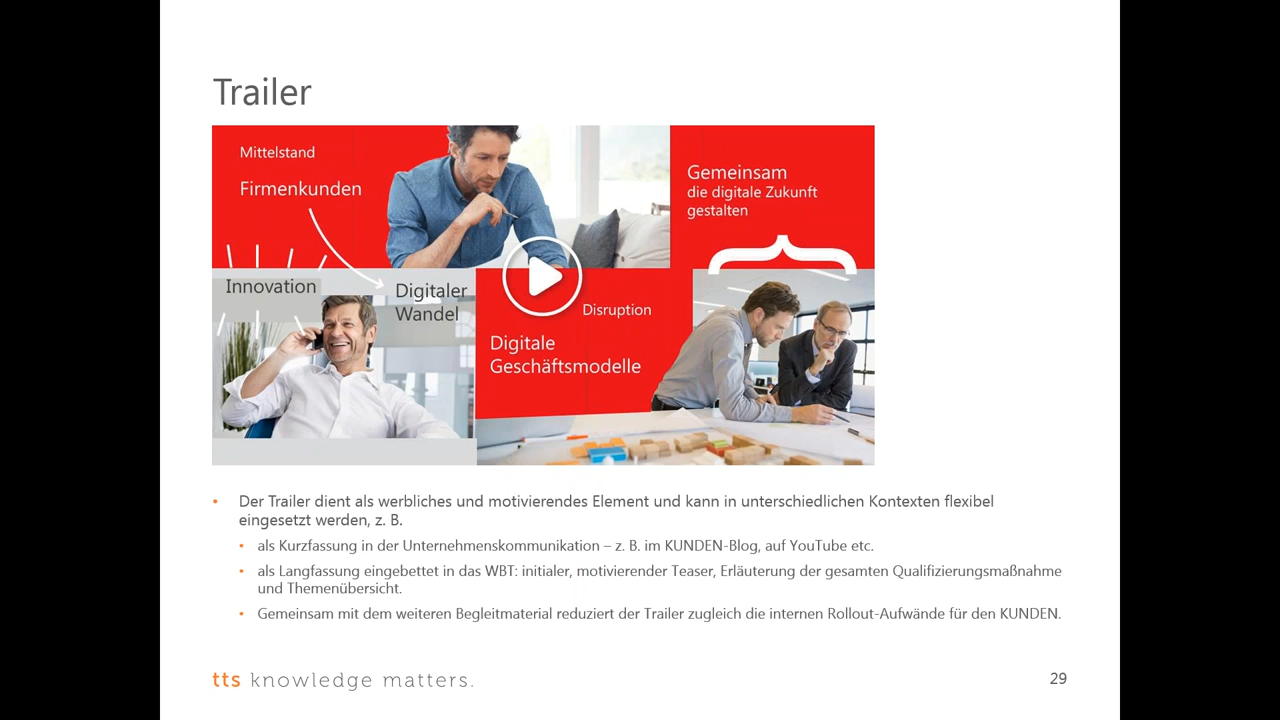 Trailer
Mittelstand
Firmenkunden
Gemeinsam
die digitale Zukunft
gestalten
Innovation
Digitaler
Wandel
Disruption
Digitale
Geschäftsmodelle
• Der Trailer dient als werbliches und motivierendes Element und kann in unterschiedlichen Kontexten flexibel
eingesetzt werden, z. B.
• als Kurzfassung in der Unternehmenskommunikation – z. B. im KUNDEN-Blog, auf YouTube etc.
• als Langfassung eingebettet in das WBT: initialer, motivierender Teaser, Erläuterung der gesamten Qualifizierungsmaßnahme
und Themenübersicht.
• Gemeinsam mit dem weiteren Begleitmaterial reduziert der Trailer zugleich die internen Rollout-Aufwände für den KUNDEN.
tts knowledge matters.
29